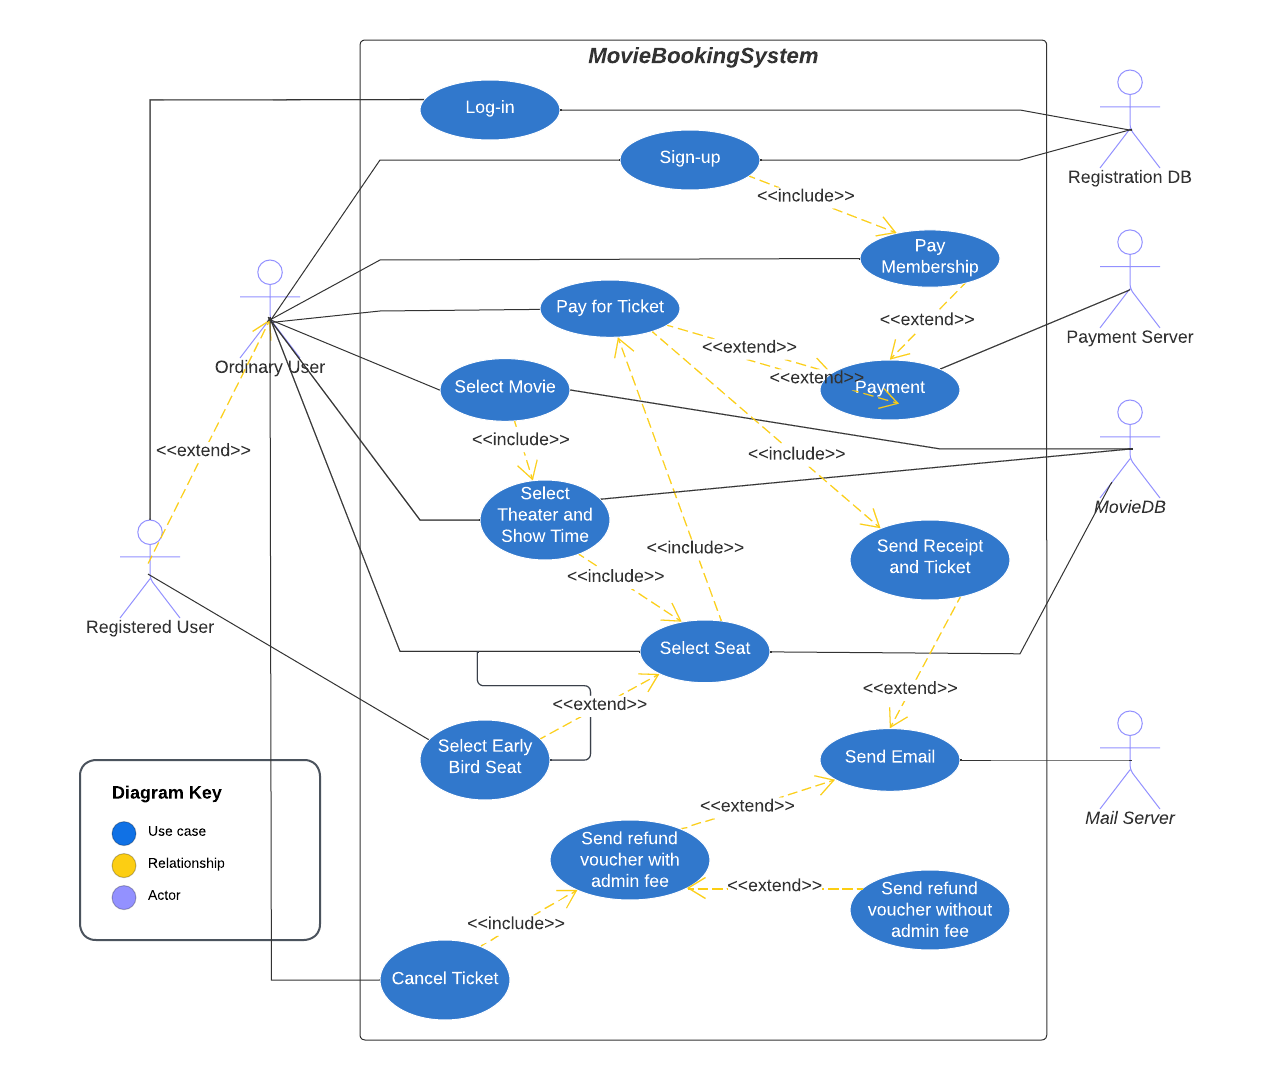 MovieBookingSystem
Log-in
Sign-up
Registration DB
<<include>>
Pay
Membership
Pay for Ticket
<<extend>>
Payment Server
<<extend>>
Ordinary User
<<extend>>
Select Movie
Payment
<<include>>
<<extend>>
<<include>>
Select
Theater and
Show Time
MovieDB
<<include>>
Send Receipt
and Ticket
<<include>>
Registered User
Select Seat
<<extend>>
<<extend>>
Select Early
Bird Seat
Send Email
Diagram Key
Use case
Relationship
Actor
<<extend>>
Mail Server
Send refund
voucher with
admin fee
<<extend>>
Send refund
voucher without
admin fee
<<include>>
Cancel Ticket